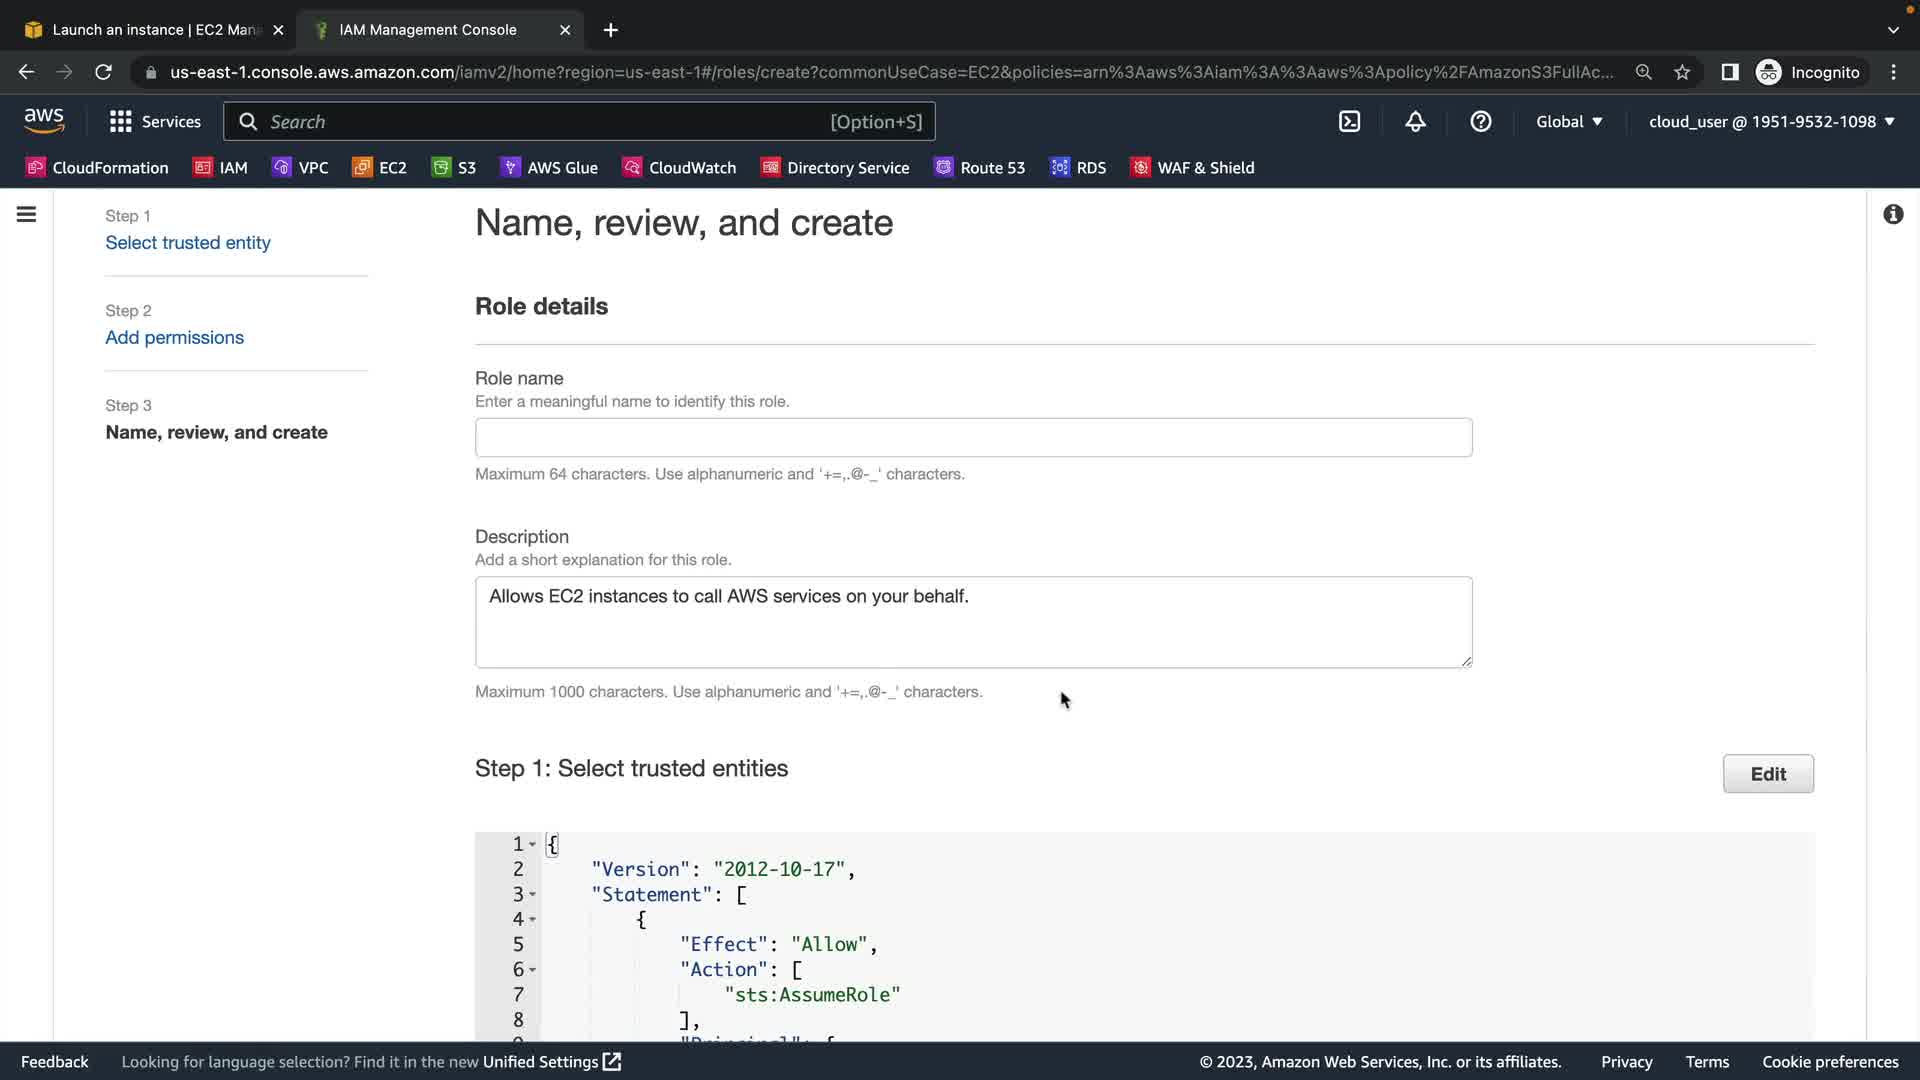 Launch an instance | EC2 Mana
IAM Management Console
us-east-1.console.aws.amazon.com/iamv2/home?region=us-east-1#/roles/create?commonUseCase=EC2&policies=arn%3Aaws%3Aiam%3A%3Aaws%3Apolicy%2FAmazonS3FullAc...
Incognito
aws
Services
Search
[Option+S]
Global
cloud_user @ 1951-9532-1098
CloudFormation
IAM
VPC
EC2
S3
AWS Glue
CloudWatch
Directory Service
Route 53
RDS
WAF & Shield
Step 1
Select trusted entity
Step 2
Add permissions
Step 3
Name, review, and create
Name, review, and create
Role details
Role name
Enter a meaningful name to identify this role.
Maximum 64 characters. Use alphanumeric and '+=,.@-_' characters.
Description
Add a short explanation for this role.
Allows EC2 instances to call AWS services on your behalf.
Maximum 1000 characters. Use alphanumeric and '+=,.@-_' characters.
Step 1: Select trusted entities
Edit
1 {
2 "Version": "2012-10-17",
3 "Statement": [
4 {
5 "Effect": "Allow",
6 "Action": [
7 "sts:AssumeRole"
8 ],
Feedback
Looking for language selection? Find it in the new Unified Settings
© 2023, Amazon Web Services, Inc. or its affiliates.
Privacy
Terms
Cookie preferences